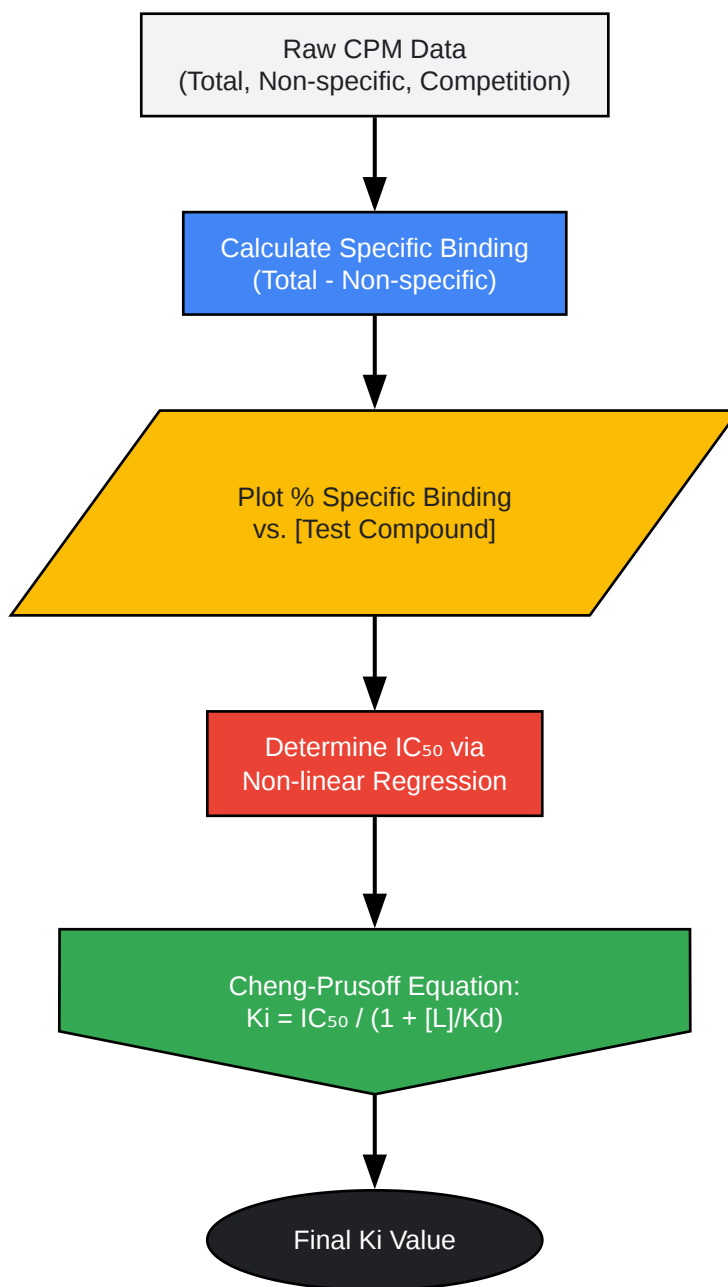 Raw CPM Data
(Total, Non-specific, Competition)
Calculate Specific Binding
(Total - Non-specific)
Plot % Specific Binding
vs. [Test Compound]
Determine IC₅₀ via
Non-linear Regression
Cheng-Prusoff Equation:
Ki = IC₅₀ / (1 + [L]/Kd)
Final Ki Value